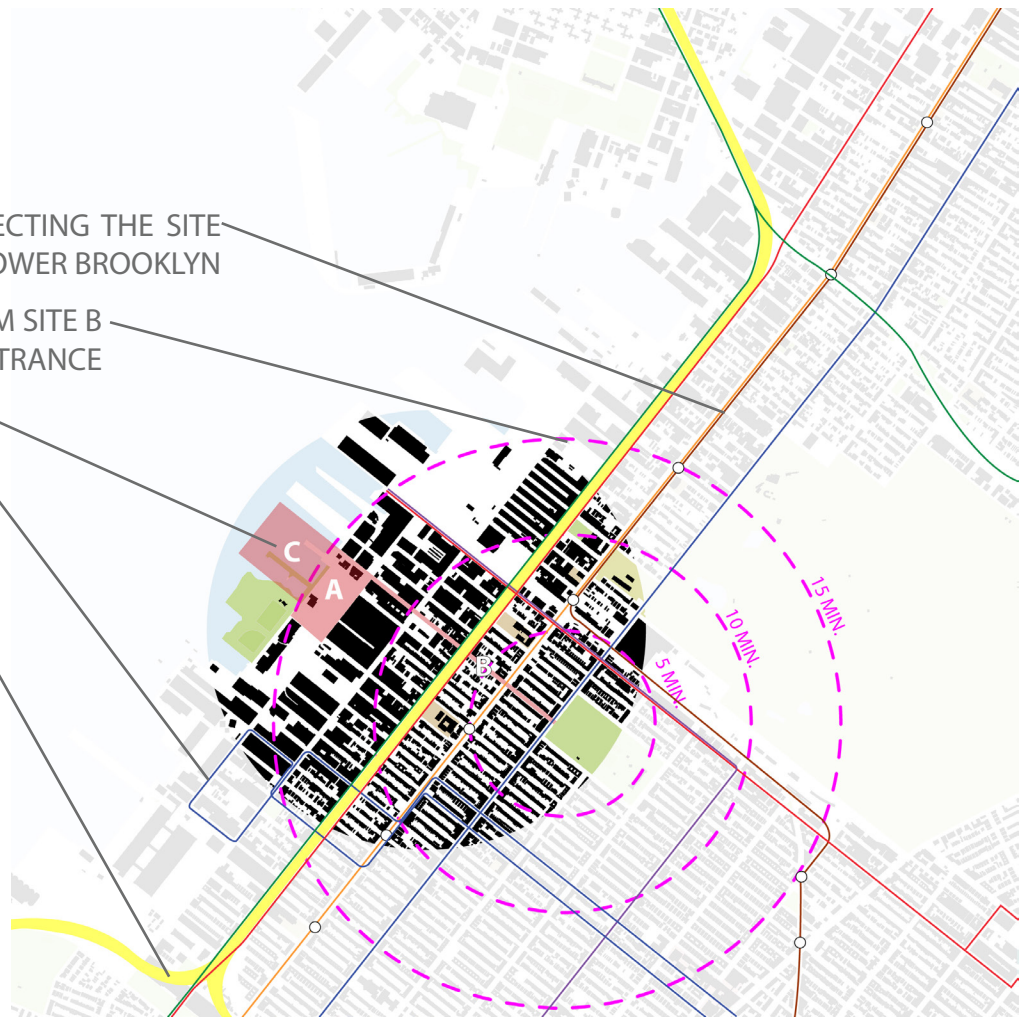 ECTING THE SITE
OWER BROOKLYN
M SITE B
TRANCE
C
A
B
5 MIN.
10 MIN.
15 MIN.